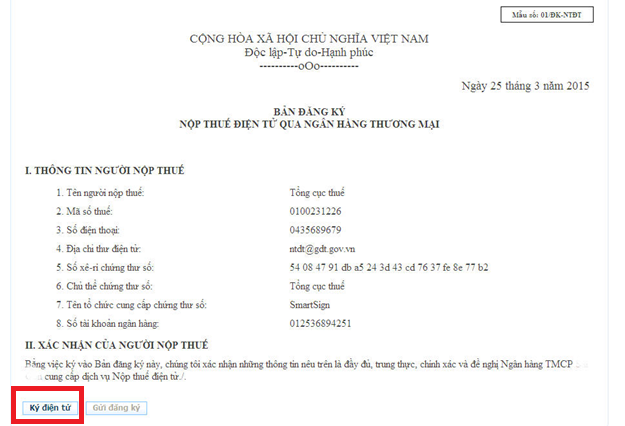 Mẫu số: 01/ĐK-NTĐT
CỘNG HÒA XÃ HỘI CHỦ NGHĨA VIỆT NAM
Độc lập-Tự do-Hạnh phúc
----------oOo----------
Ngày 25 tháng 3 năm 2015
BẢN ĐĂNG KÝ
NỘP THUẾ ĐIỆN TỬ QUA NGÂN HÀNG THƯƠNG MẠI
I. THÔNG TIN NGƯỜI NỘP THUẾ
1. Tên người nộp thuế: Tổng cục thuế
2. Mã số thuế: 0100231226
3. Số điện thoại: 0435689679
4. Địa chỉ thư điện tử: ntdt@gdt.gov.vn
5. Số xê-ri chứng thư số: 54 08 47 91 db a5 24 3d 43 cd 76 37 fe 8e 77 b2
6. Chủ thể chứng thư số: Tổng cục thuế
7. Tên tổ chức cung cấp chứng thư số: SmartSign
8. Số tài khoản ngân hàng: 012536894251
II. XÁC NHẬN CỦA NGƯỜI NỘP THUẾ
Bằng việc ký vào Bản đăng ký này, chúng tôi xác nhận những thông tin nêu trên là đầy đủ, trung thực, chính xác và đề nghị Ngân hàng TMCP
cung cấp dịch vụ Nộp thuế điện tử./.
Ký điện tử Gửi đăng ký